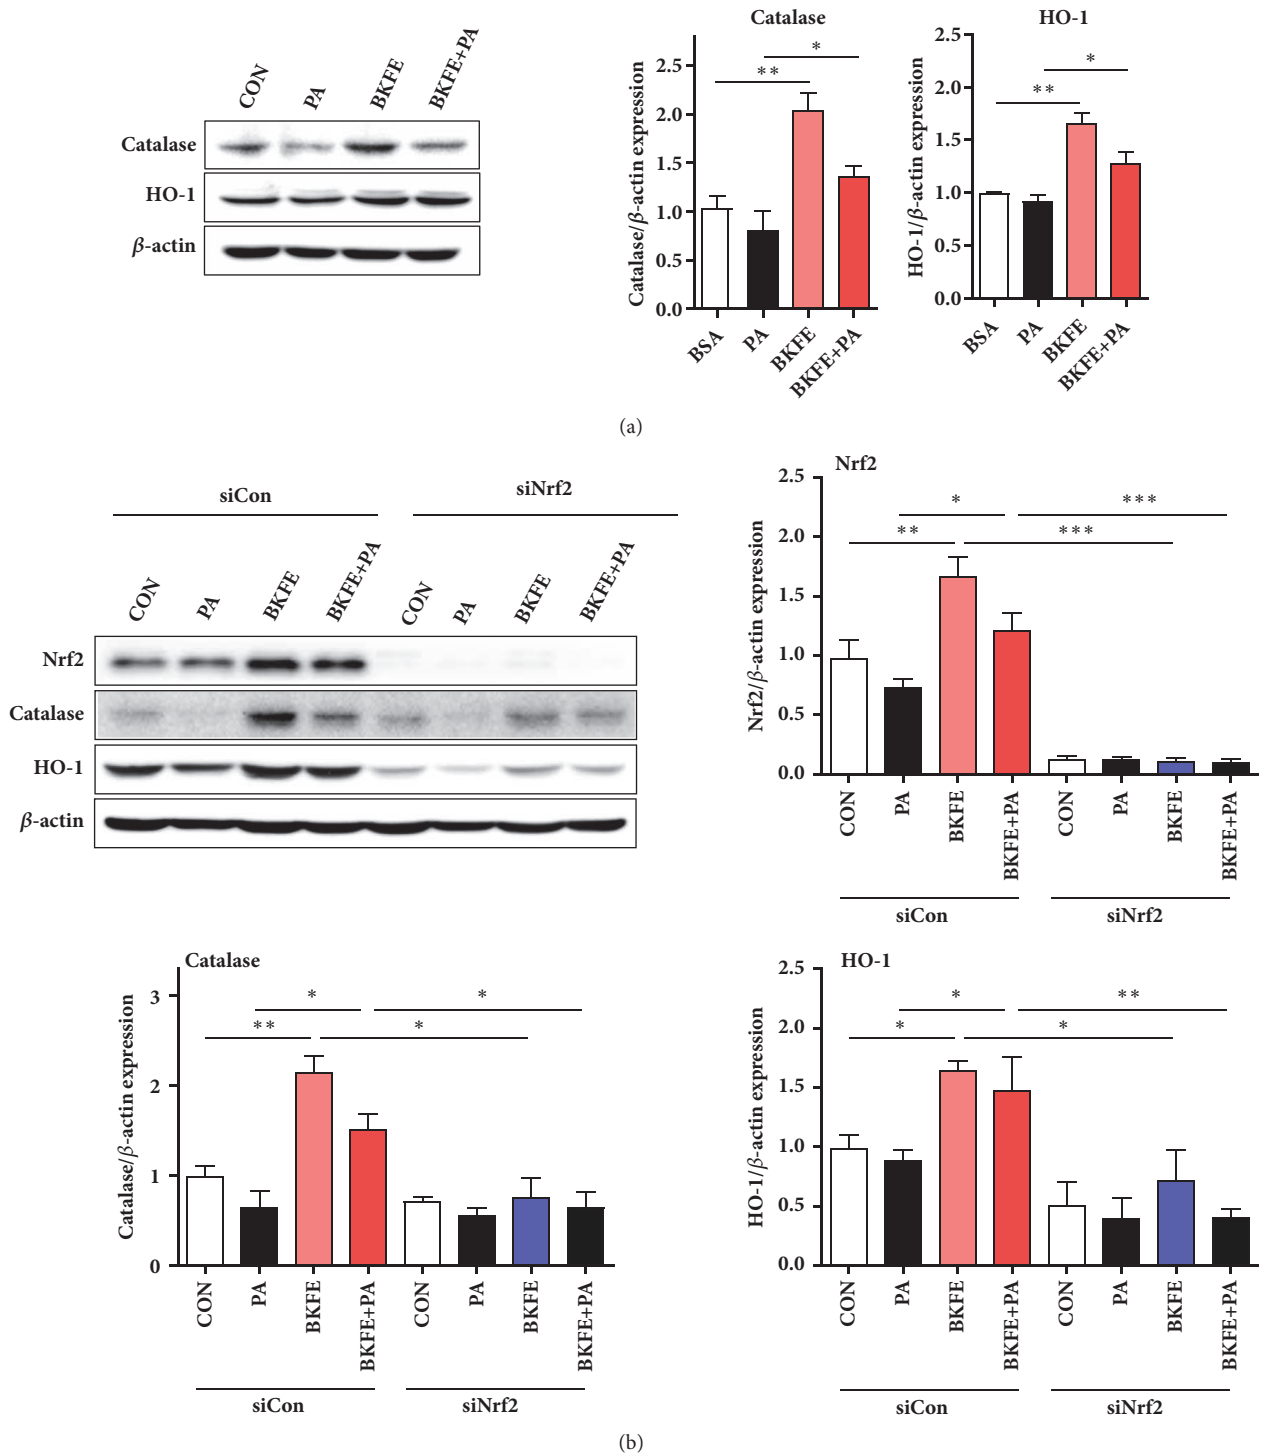 CON PA BKFE BKFE+PA
Catalase
HO-1
β-actin
Catalase
Catalase/β-actin expression
2.5
2.0
1.5
1.0
0.5
0.0
* *
*
BSA PA BKFE BKFE+PA
HO-1
HO-1/β-actin expression
2.5
2.0
1.5
1.0
0.5
0.0
* *
*
BSA PA BKFE BKFE+PA
(a)
siCon siNrf2
CON PA BKFE BKFE+PA CON PA BKFE BKFE+PA
Nrf2
Catalase
HO-1
β-actin
Nrf2
Nrf2/β-actin expression
2.5
2.0
1.5
1.0
0.5
0.0
* * * *
* * * * *
CON PA BKFE BKFE+PA CON PA BKFE BKFE+PA
siCon siNrf2
Catalase
Catalase/β-actin expression
3
2
1
0
* *
* * *
CON PA BKFE BKFE+PA CON PA BKFE BKFE+PA
siCon siNrf2
HO-1
HO-1/β-actin expression
2.5
2.0
1.5
1.0
0.5
0.0
* * *
* *
CON PA BKFE BKFE+PA CON PA BKFE BKFE+PA
siCon siNrf2
(b)